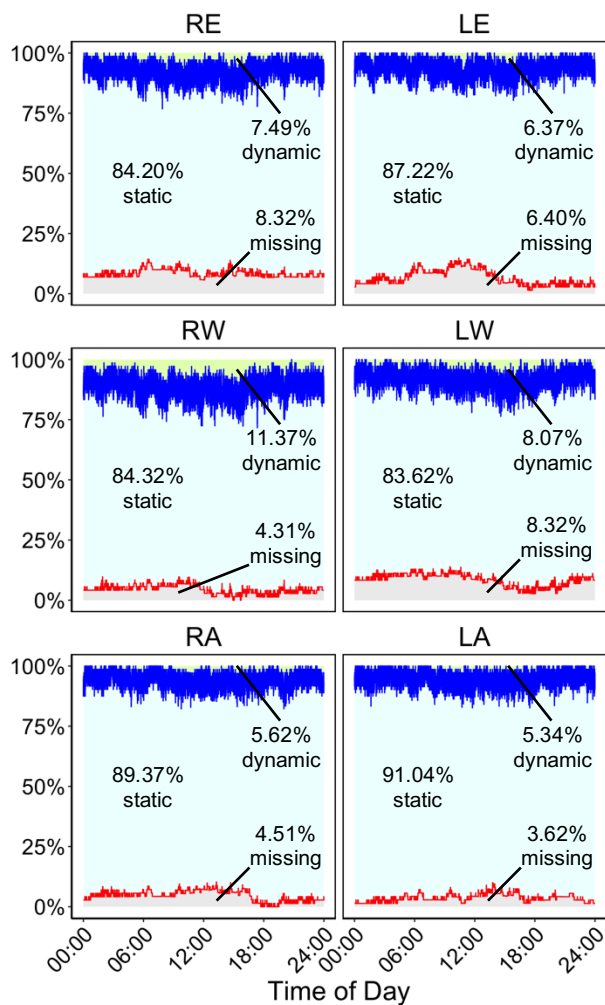 RE
LE
100%
75%
50%
25%
0%
7.49%
dynamic
84.20%
static
8.32%
missing
6.37%
dynamic
87.22%
static
6.40%
missing
RW
LW
100%
75%
50%
25%
0%
11.37%
dynamic
84.32%
static
4.31%
missing
8.07%
dynamic
83.62%
static
8.32%
missing
RA
LA
100%
75%
50%
25%
0%
5.62%
dynamic
89.37%
static
4.51%
missing
5.34%
dynamic
91.04%
static
3.62%
missing
00:00
06:00
12:00
18:00
24:00
00:00
06:00
12:00
18:00
24:00
Time of Day